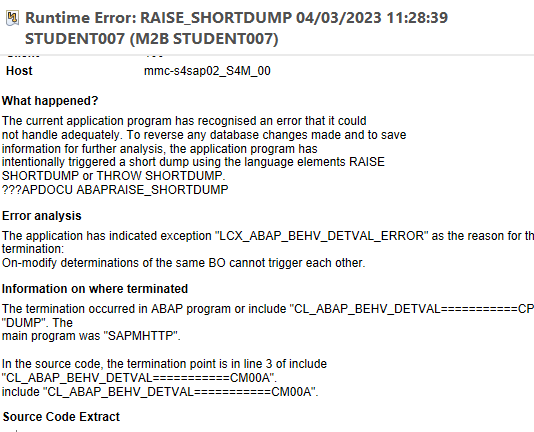 Runtime Error: RAISE_SHORTDUMP 04/03/2023 11:28:39
STUDENT007 (M2B STUDENT007)
Host mmc-s4sap02_S4M_00
What happened?
The current application program has recognised an error that it could
not handle adequately. To reverse any database changes made and to save
information for further analysis, the application program has
intentionally triggered a short dump using the language elements RAISE
SHORTDUMP or THROW SHORTDUMP.
???APDOCU ABAPRAISE_SHORTDUMP
Error analysis
The application has indicated exception "LCX_ABAP_BEHV_DETVAL_ERROR" as the reason for th
termination:
On-modify determinations of the same BO cannot trigger each other.
Information on where terminated
The termination occurred in ABAP program or include "CL_ABAP_BEHV_DETVAL===========CP
"DUMP". The
main program was "SAPMHTTP".
In the source code, the termination point is in line 3 of include
"CL_ABAP_BEHV_DETVAL===========CM00A".
include "CL_ABAP_BEHV_DETVAL===========CM00A".
Source Code Extract